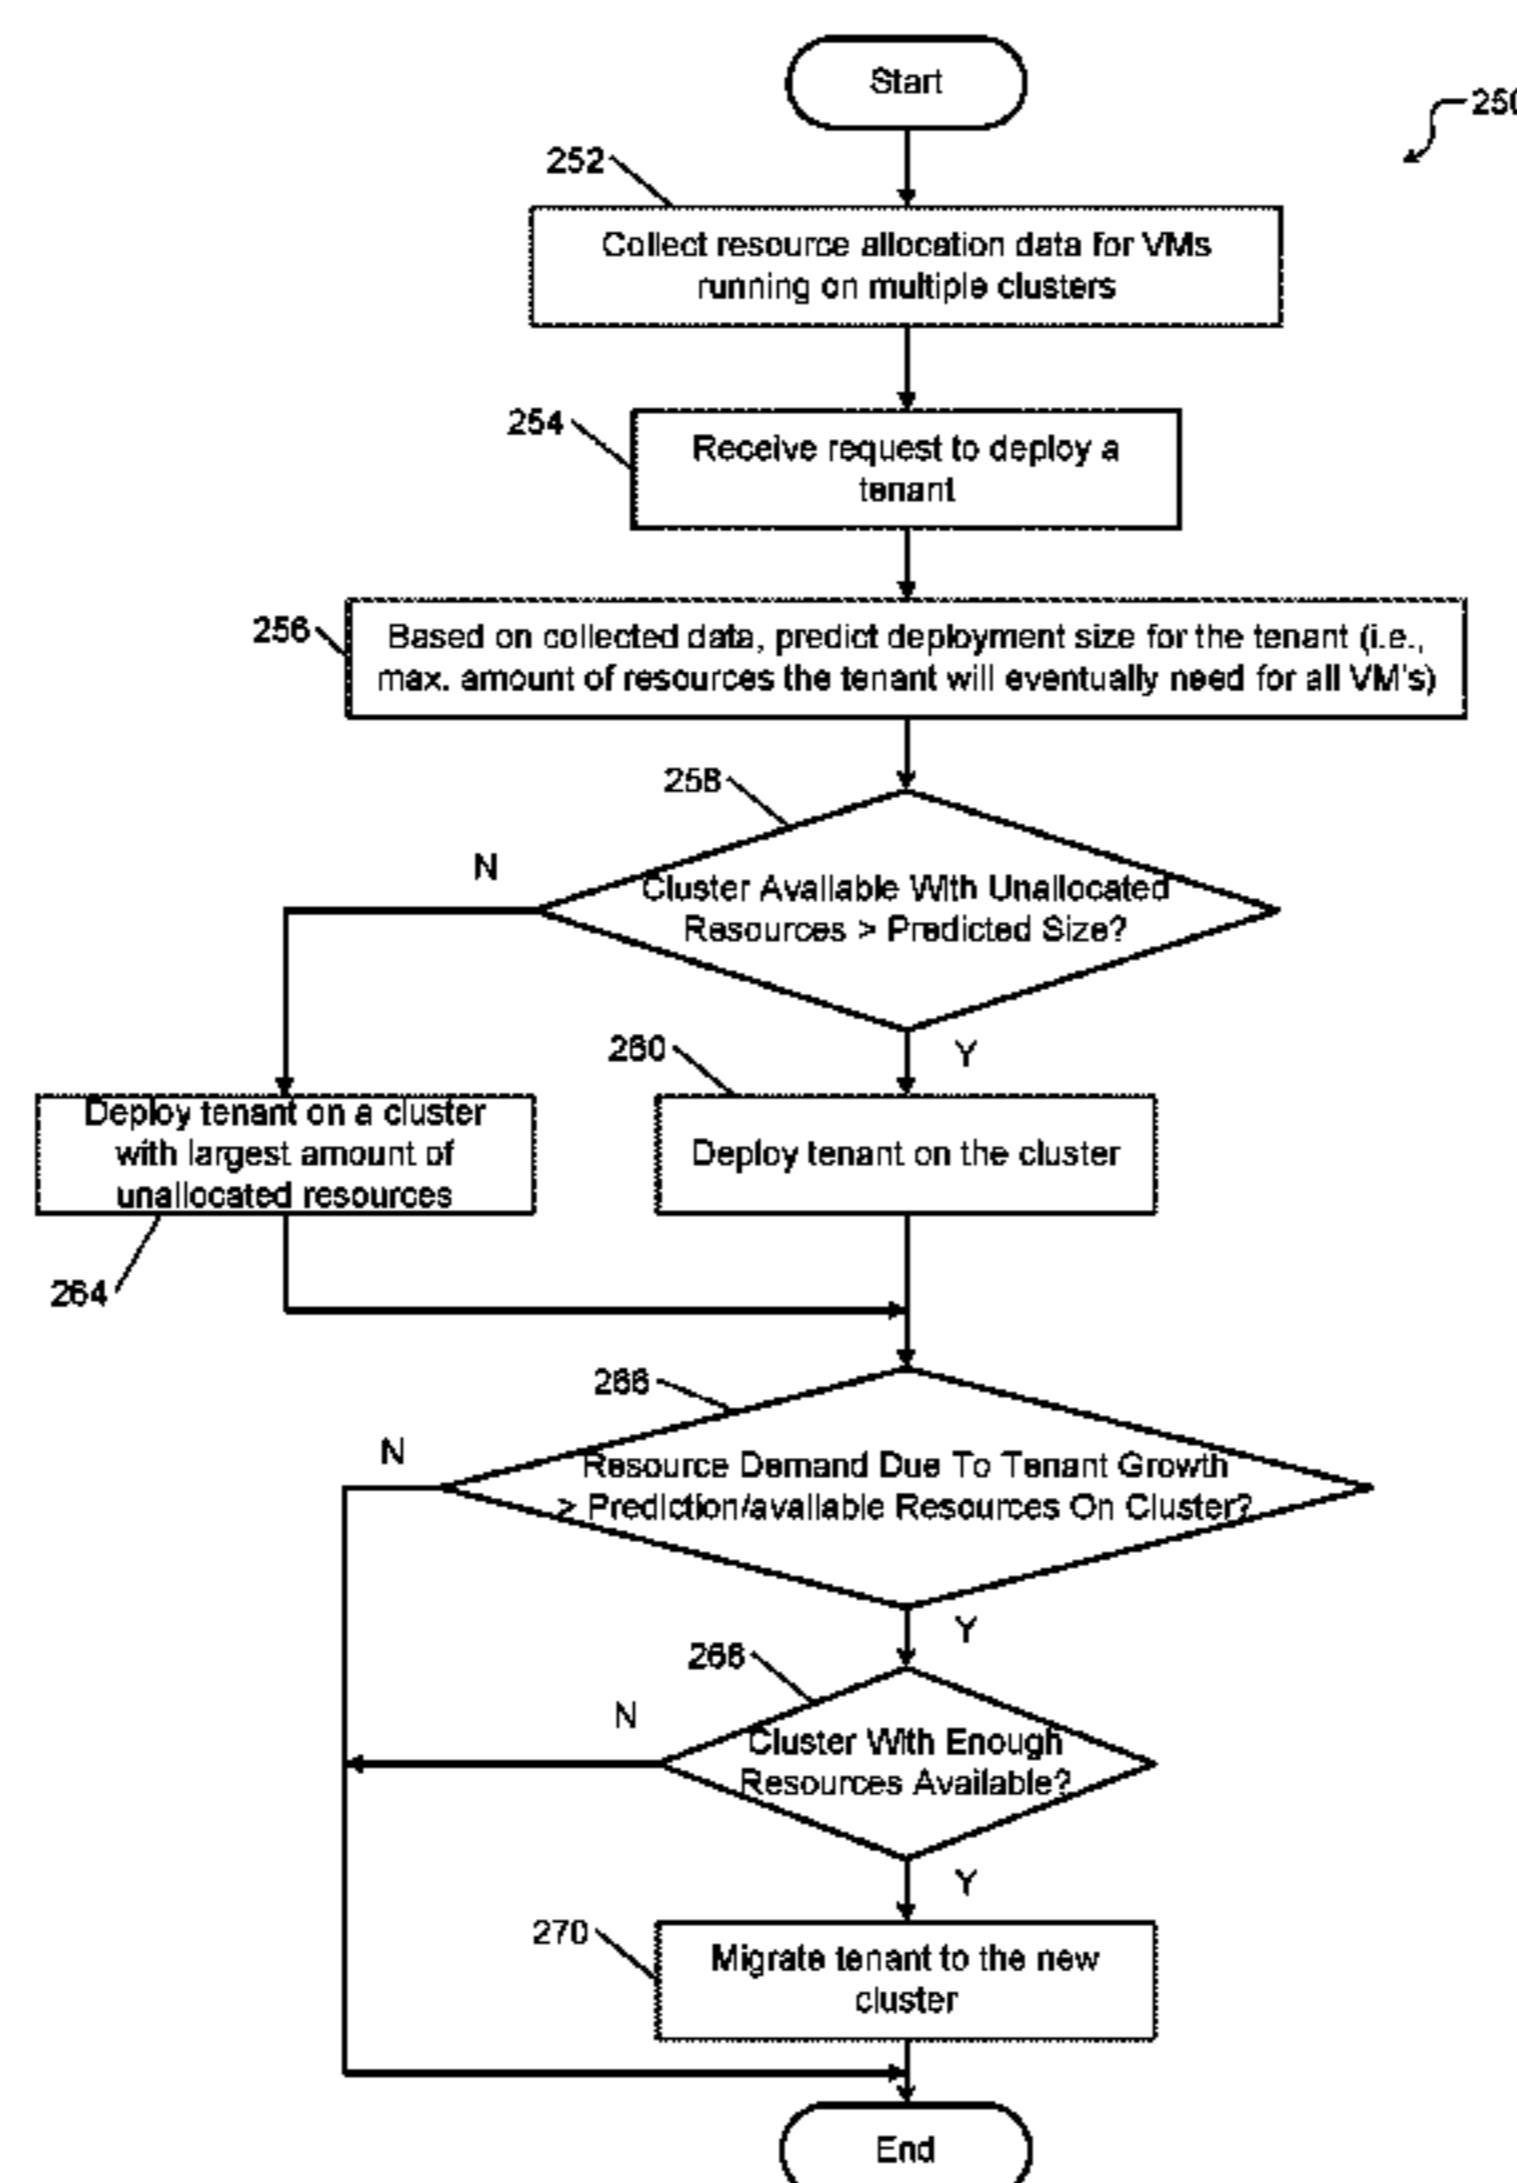 Start
250
252
Collect resource allocation data for VMs
running on multiple clusters
254
Receive request to deploy a
tenant
256
Based on collected data, predict deployment size for the tenant (i.e.,
max. amount of resources the tenant will eventually need for all VM's)
258
N
Cluster Available With Unallocated
Resources > Predicted Size?
260
Y
Deploy tenant on a cluster
with largest amount of
unallocated resources
Deploy tenant on the cluster
264
266
N
Resource Demand Due To Tenant Growth
> Prediction/available Resources On Cluster?
Y
268
N
Cluster With Enough
Resources Available?
Y
270
Migrate tenant to the new
cluster
End